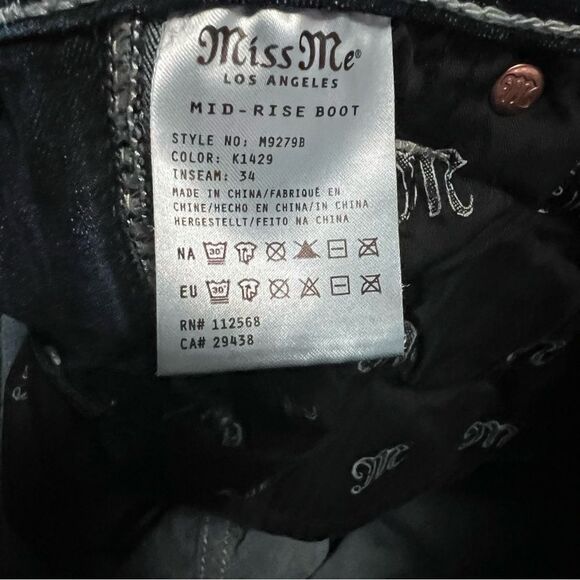 Miss Me®
LOS ANGELES
MID-RISE BOOT
STYLE NO: M9279B
COLOR: K1429
INSEAM: 34
MADE IN CHINA/FABRIQUÉ EN
CHINE/HECHO EN CHINA/IN CHINA
HERGESTELLT/FEITO NA CHINA
NA 30°
EU 30°
RN# 112568
CA# 29438
M
M
M